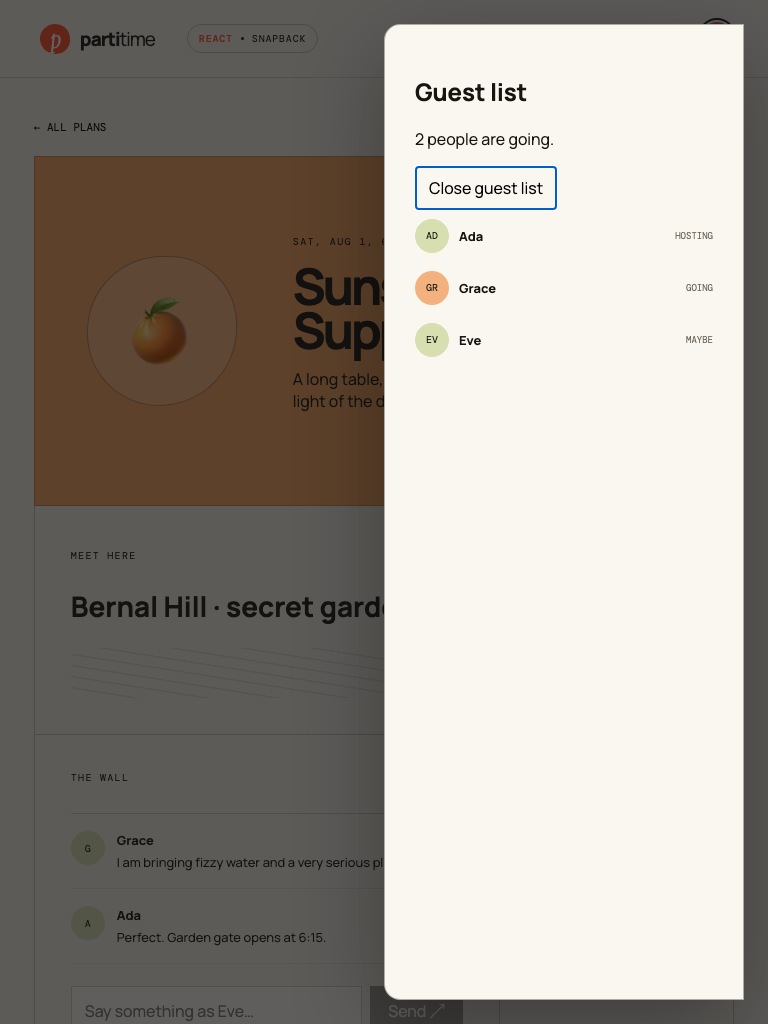 partitime
REACT • SNAPBACK
← ALL PLANS
SAT, AUG 1,
Suns
Supp
A long table,
light of the d
MEET HERE
Bernal Hill · secret garde
THE WALL
G
Grace
I am bringing fizzy water and a very serious pl
A
Ada
Perfect. Garden gate opens at 6:15.
Say something as Eve…
Send ↗
Guest list
2 people are going.
Close guest list
AD
Ada
HOSTING
GR
Grace
GOING
EV
Eve
MAYBE